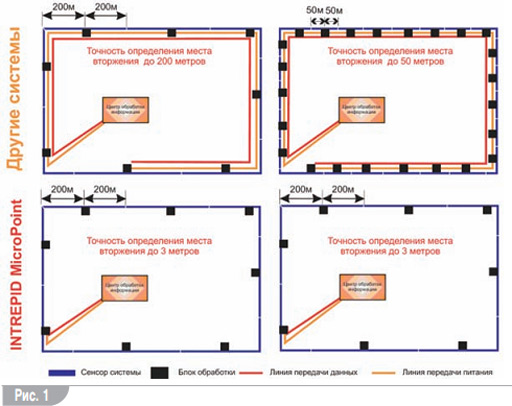 200м 200м
50м 50м
Другие системы
Точность определения места
вторжения до 200 метров
Центр обработки
информации
Точность определения места
вторжения до 50 метров
Центр обработки
информации
200м 200м
200м 200м
INTREPID MicroPoint
Точность определения места
вторжения до 3 метров
Центр обработки
информации
Точность определения места
вторжения до 3 метров
Центр обработки
информации
Сенсор системы
Блок обработки
Линия передачи данных
Линия передачи питания
Рис. 1